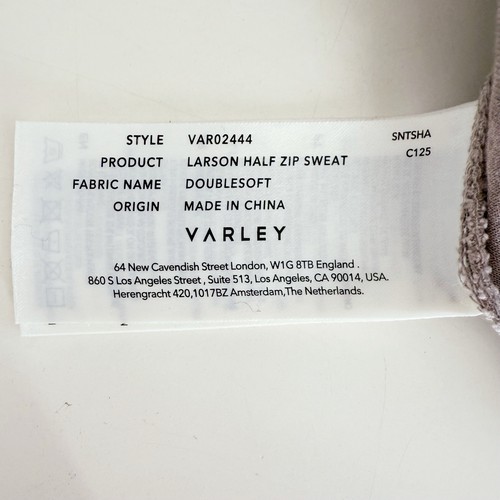 STYLE VAR02444 SNTSHA
PRODUCT LARSON HALF ZIP SWEAT C125
FABRIC NAME DOUBLESOFT
ORIGIN MADE IN CHINA
VARLEY
64 New Cavendish Street London, W1G 8TB England .
860 S Los Angeles Street , Suite 513, Los Angeles, CA 90014, USA.
Herengracht 420,1017BZ Amsterdam,The Netherlands.